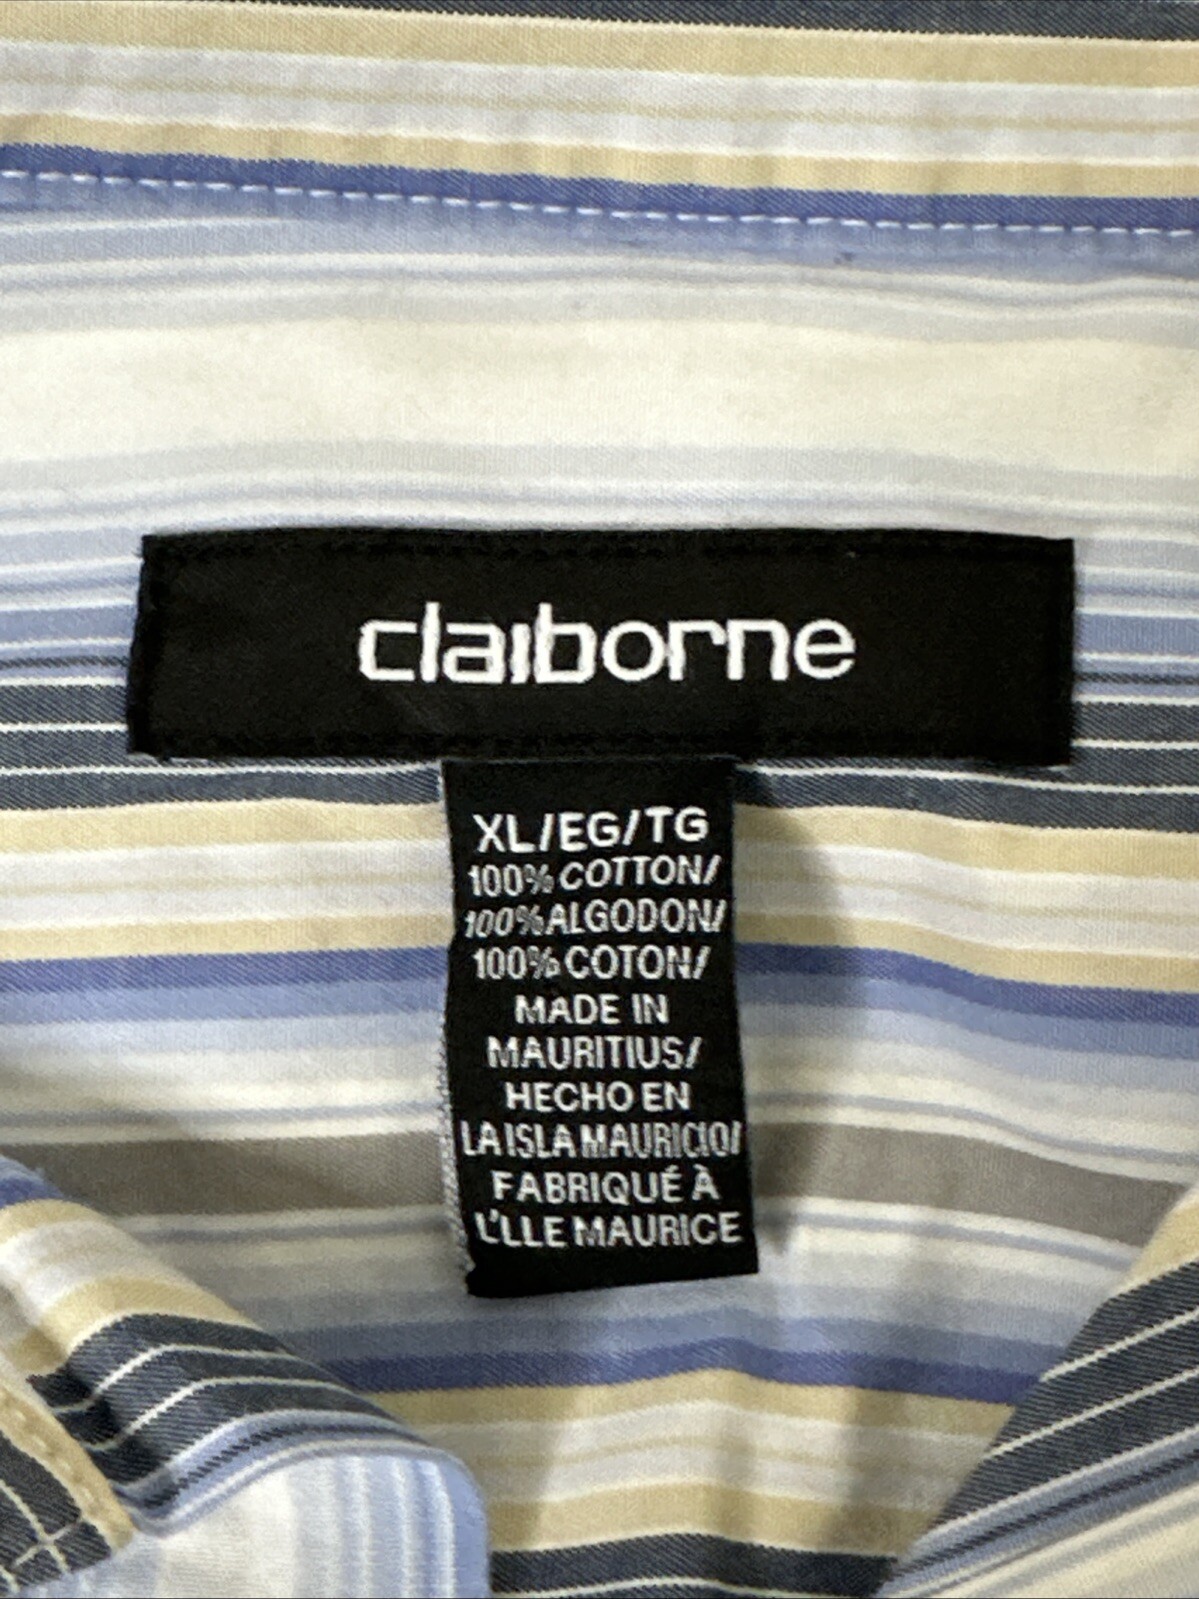 claiborne
XL/EG/TG
100% COTTON/
100% ALGODON/
100% COTON/
MADE IN
MAURITIUS/
HECHO EN
LA ISLA MAURICIO/
FABRIQUÉ À
L'LLE MAURICE